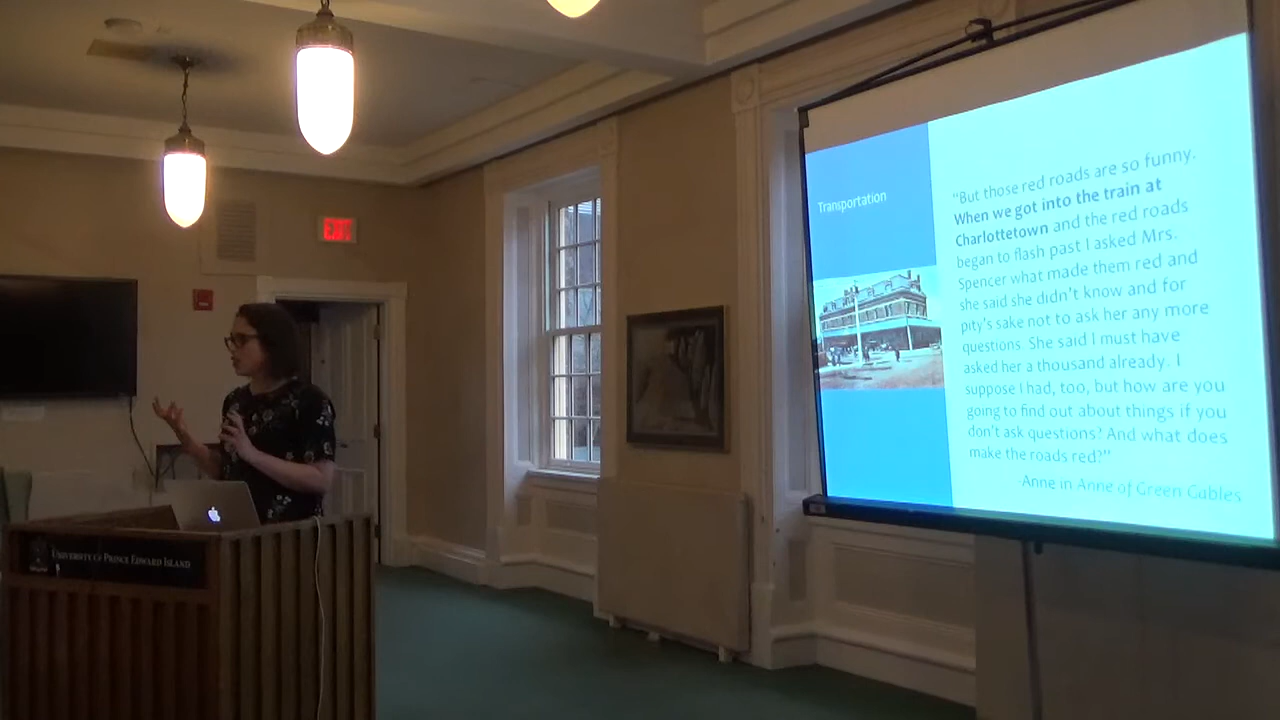 EXIT
Transportation
"But those red roads are so funny.
When we got into the train at
Charlottetown and the red roads
began to flash past I asked Mrs.
Spencer what made them red and
she said she didn't know and for
pity's sake not to ask her any more
questions. She said I must have
asked her a thousand already. I
suppose I had, too, but how are you
going to find out about things if you
don't ask questions? And what does
make the roads red?"
-Anne in Anne of Green Gables
UNIVERSITY of PRINCE EDWARD ISLAND